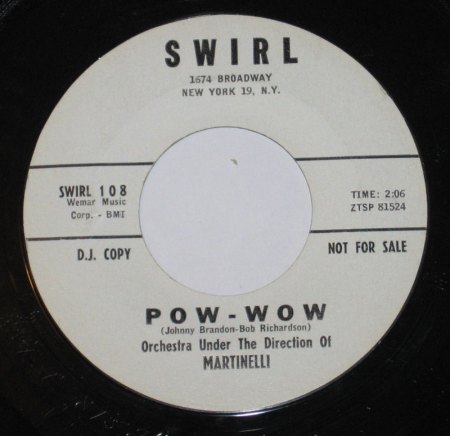 SWIRL
1674 BROADWAY
NEW YORK 19, N.Y.
SWIRL 108
Wemar Music
Corp. - BMI
TIME: 2:06
ZTSP 81524
D.J. COPY
NOT FOR SALE
POW-WOW
(Johnny Brandon-Bob Richardson)
Orchestra Under The Direction Of
MARTINELLI